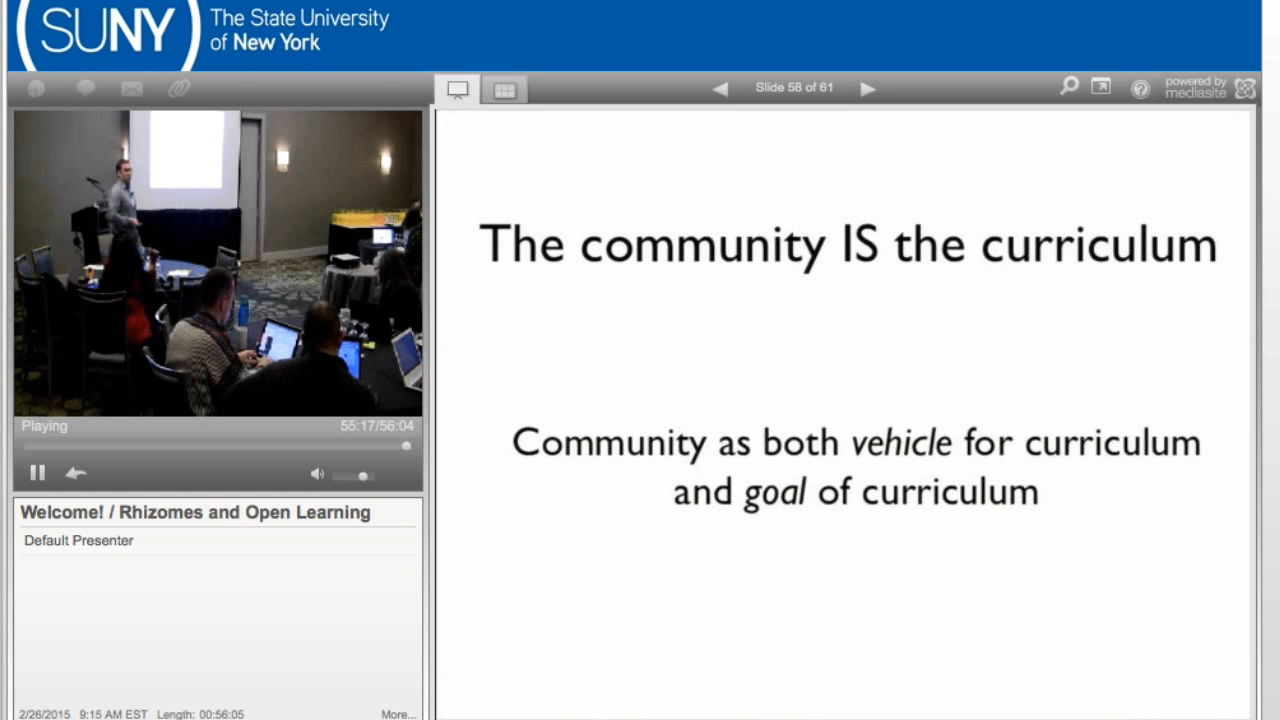 SUNY
The State University
of New York
Slide 58 of 61
powered by
mediasite
The community IS the curriculum
Community as both vehicle for curriculum
and goal of curriculum
Playing 55:17/56:04
Welcome! / Rhizomes and Open Learning
Default Presenter
2/26/2015 9:15 AM EST Length: 00:56:05 More...